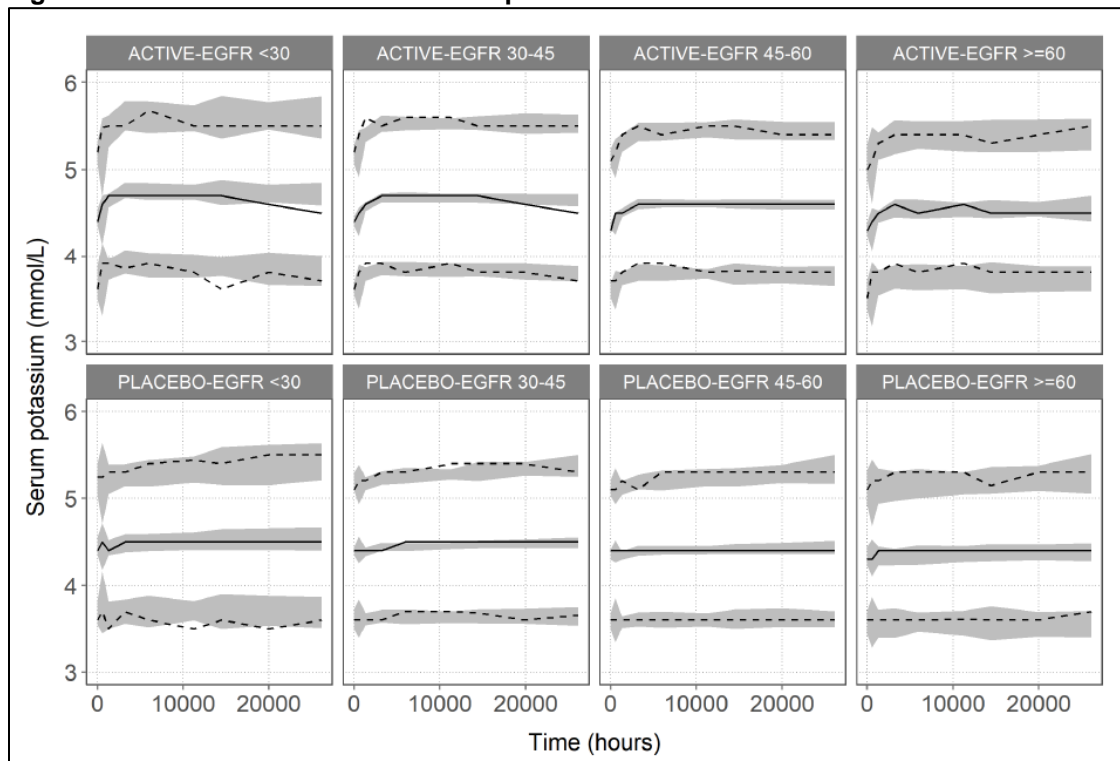 ACTIVE-EGFR <30 ACTIVE-EGFR 30-45 ACTIVE-EGFR 45-60 ACTIVE-EGFR >=60
6
5
4
3
PLACEBO-EGFR <30 PLACEBO-EGFR 30-45 PLACEBO-EGFR 45-60 PLACEBO-EGFR >=60
6
5
4
3
Serum potassium (mmol/L)
0 10000 20000 0 10000 20000 0 10000 20000 0 10000 20000
Time (hours)